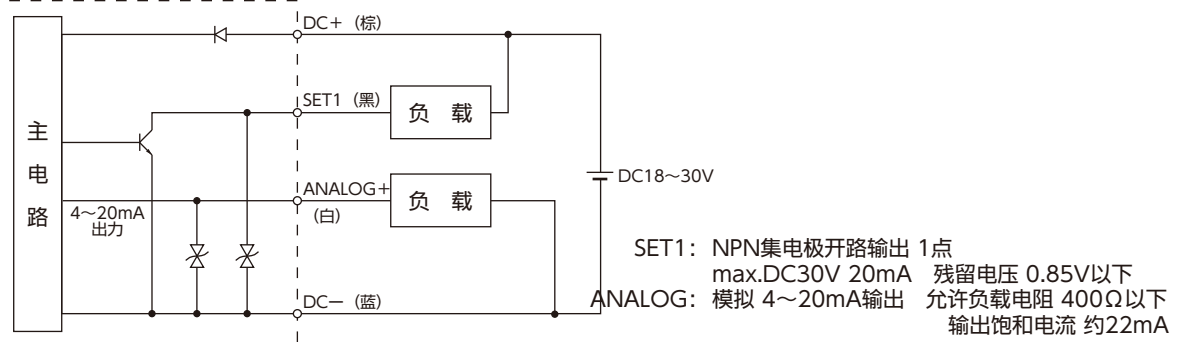 DC+（棕）
SET1（黑）
负 载
主电路
DC18～30V
ANALOG+
（白）
负 载
4～20mA
出力
SET1：NPN集电极开路输出 1点
max.DC30V 20mA 残留电压 0.85V以下
DC－（蓝）
ANALOG：模拟 4～20mA输出 允许负载电阻 400Ω以下
输出饱和电流 约22mA